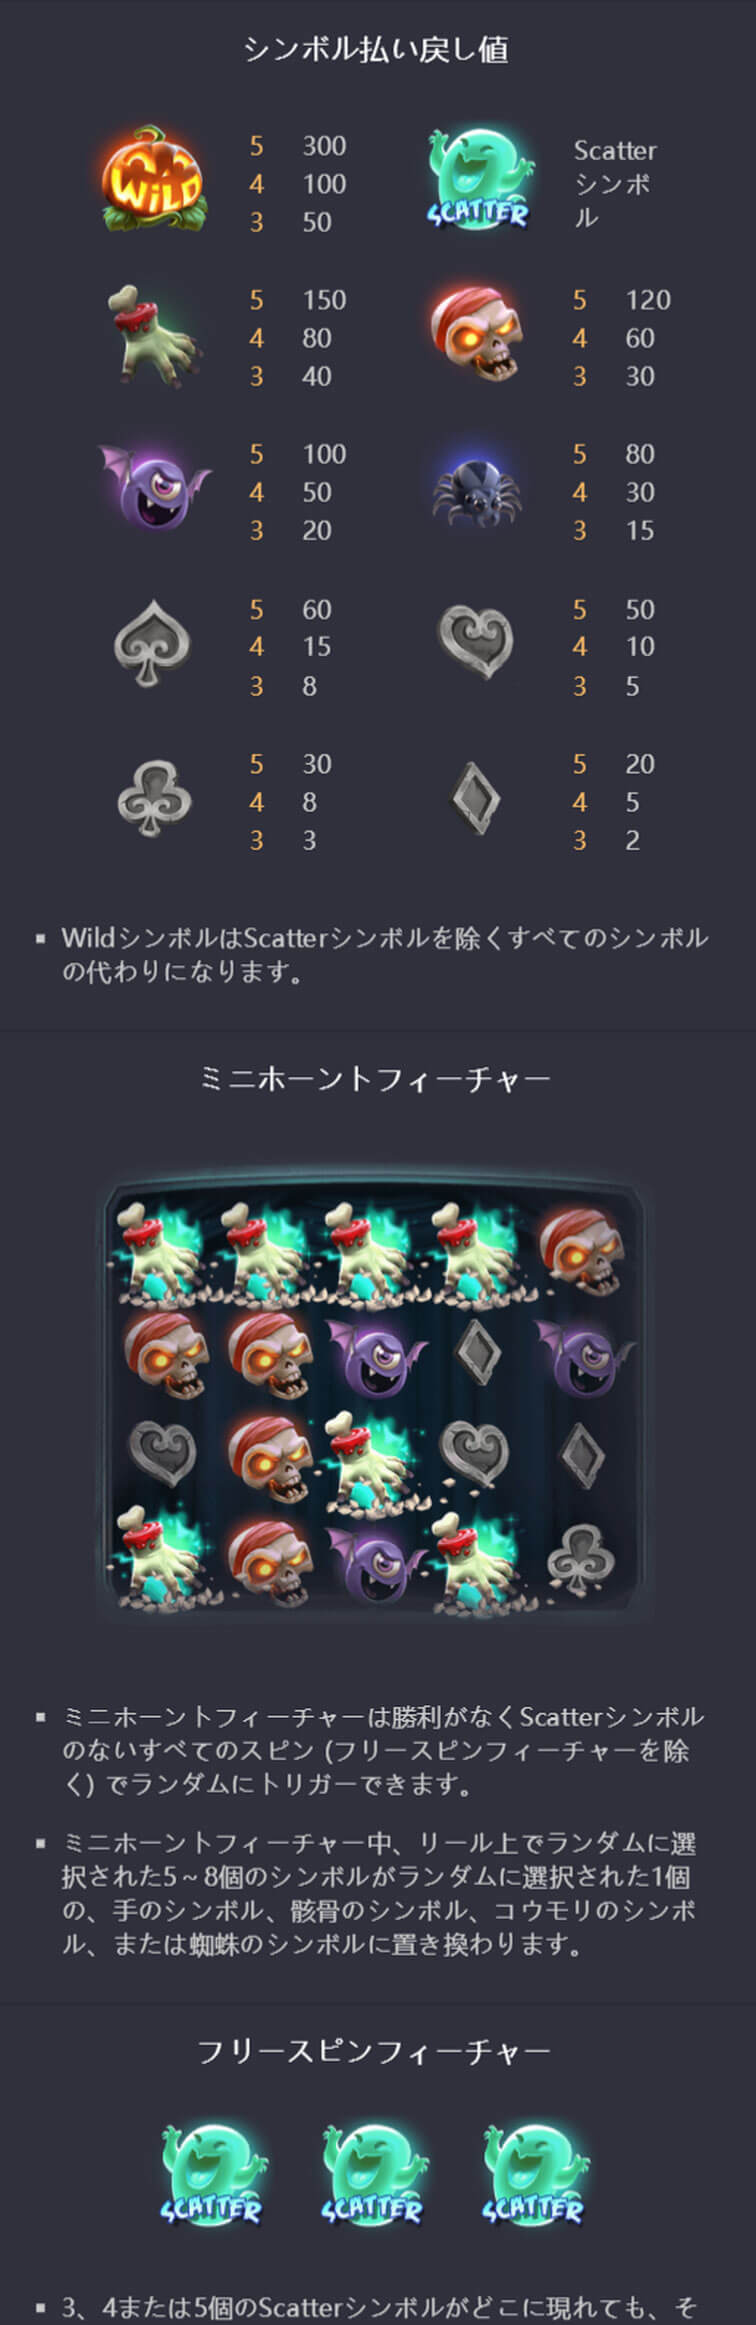 シンボル払い戻し値
WiLD
5 300
4 100
3 50
SCATTER
Scatter
シンボ
ル
5 150
4 80
3 40
5 120
4 60
3 30
5 100
4 50
3 20
5 80
4 30
3 15
5 60
4 15
3 8
5 50
4 10
3 5
5 30
4 8
3 3
5 20
4 5
3 2
▪ WildシンボルはScatterシンボルを除くすべてのシンボル
の代わりになります。
ミニホーントフィーチャー
▪ ミニホーントフィーチャーは勝利がなくScatterシンボル
のないすべてのスピン (フリースピンフィーチャーを除
く) でランダムにトリガーできます。
▪ ミニホーントフィーチャー中、リール上でランダムに選
択された5~8個のシンボルがランダムに選択された1個
の、手のシンボル、骸骨のシンボル、コウモリのシンボ
ル、または蜘蛛のシンボルに置き換わります。
フリースピンフィーチャー
SCATTER SCATTER SCATTER
▪ 3、4または5個のScatterシンボルがどこに現れても、そ